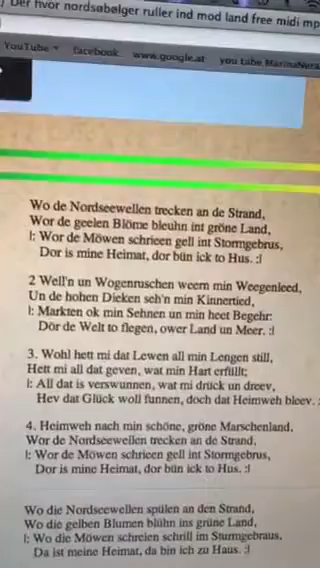 Der hvor nordsøbølger ruller ind mod land free midi mp
YouTube facebook www.google.at you tube MarinaNera
Wo de Nordseewellen trecken an de Strand,
Wor de geelen Blöme bleuhn int gröne Land,
|: Wor de Möwen schrieen gell int Stormgebrus,
Dor is mine Heimat, dor bün ick to Hus. :|
2 Well'n un Wogenruschen weern min Weegenleed,
Un de hohen Dieken seh'n min Kinnertied,
|: Markten ok min Sehnen un min heet Begehr:
Dör de Welt to flegen, ower Land un Meer. :|
3. Wohl hett mi dat Lewen all min Lengen still,
Hett mi all dat geven, wat min Hart erfüllt;
|: All dat is verswunnen, wat mi drück un dreev,
Hev dat Glück woll funnen, doch dat Heimweh bleev. :
4. Heimweh nach min schöne, gröne Marschenland,
Wor de Nordseewellen trecken an de Strand,
|: Wor de Möwen schrieen gell int Stormgebrus,
Dor is mine Heimat, dor bün ick to Hus. :|
Wo die Nordseewellen spülen an den Strand,
Wo die gelben Blumen blühn ins grüne Land,
|: Wo die Möwen schreien schrill im Sturmgebraus,
Da ist meine Heimat, da bin ich zu Haus. :|